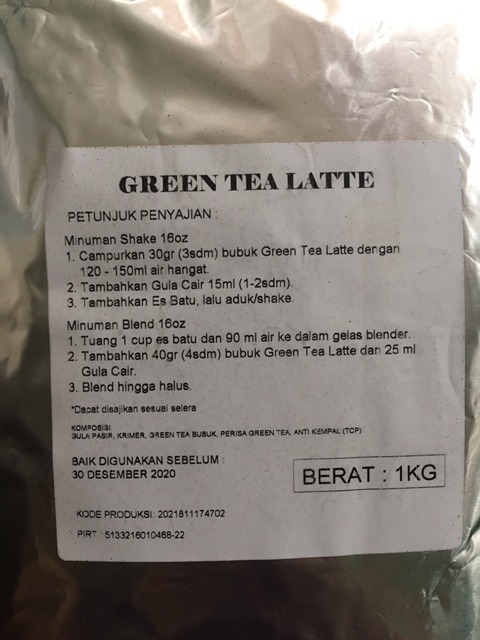 GREEN TEA LATTE
PETUNJUK PENYAJIAN :
Minuman Shake 16oz
1. Campurkan 30gr (3sdm) bubuk Green Tea Latte dengan
120 - 150ml air hangat.
2. Tambahkan Gula Cair 15ml (1-2sdm).
3. Tambahkan Es Batu, lalu aduk/shake.
Minuman Blend 16oz
1. Tuang 1 cup es batu dan 90 ml air ke dalam gelas blender.
2. Tambahkan 40gr (4sdm) bubuk Green Tea Latte dan 25 ml
Gula Cair.
3. Blend hingga halus.
*Dapat disajikan sesuai selera
KOMPOSISI
GULA PASIR, KRIMER, GREEN TEA BUBUK, PERISA GREEN TEA, ANTI KEMPAL (TCP)
BAIK DIGUNAKAN SEBELUM :
30 DESEMBER 2020
BERAT : 1KG
KODE PRODUKSI: 2021811174702
PIRT : 5133216010468-22